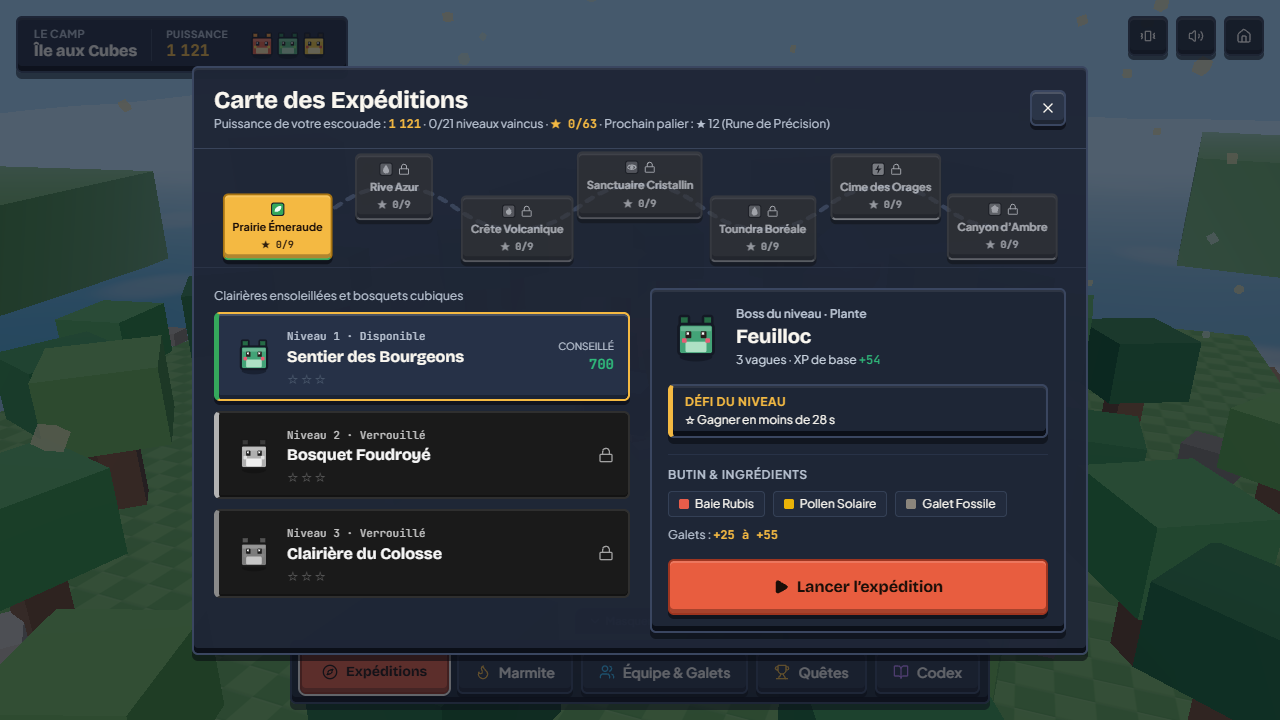 LE CAMP
Île aux Cubes
PUISSANCE
1 121
Carte des Expéditions
Puissance de votre escouade : 1 121 · 0/21 niveaux vaincus · ★ 0/63 · Prochain palier : ★ 12 (Rune de Précision)
Prairie Émeraude
★ 0/9
Rive Azur
★ 0/9
Crête Volcanique
★ 0/9
Sanctuaire Cristallin
★ 0/9
Toundra Boréale
★ 0/9
Cime des Orages
★ 0/9
Canyon d'Ambre
★ 0/9
Clairières ensoleillées et bosquets cubiques
Niveau 1 · Disponible
Sentier des Bourgeons
☆☆☆
CONSEILLÉ
700
Niveau 2 · Verrouillé
Bosquet Foudroyé
☆☆☆
Niveau 3 · Verrouillé
Clairière du Colosse
☆☆☆
Boss du niveau · Plante
Feuilloc
3 vagues · XP de base +54
DÉFI DU NIVEAU
☆ Gagner en moins de 28 s
BUTIN & INGRÉDIENTS
Baie Rubis
Pollen Solaire
Galet Fossile
Galets : +25 à +55
Lancer l'expédition
Expéditions
Marmite
Équipe & Galets
Quêtes
Codex